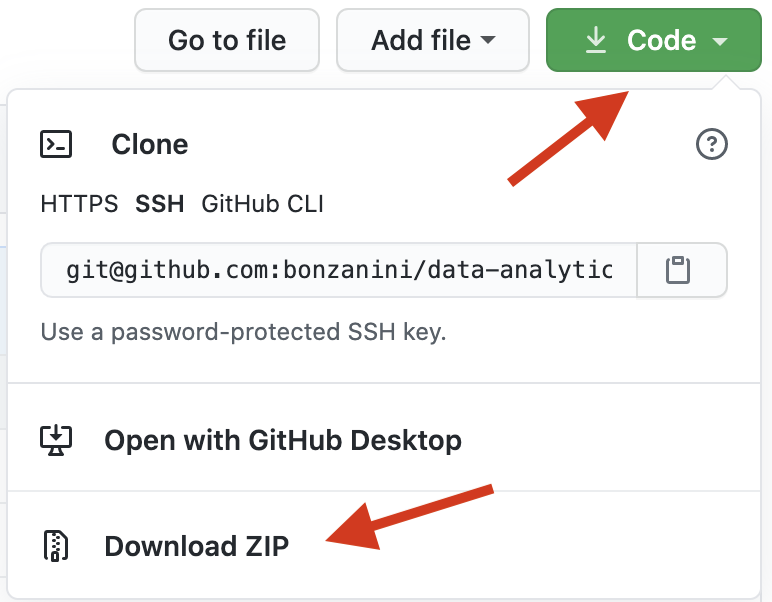 Go to file Add file Code
Clone
HTTPS SSH GitHub CLI
git@github.com:bonzanini/data-analytic
Use a password-protected SSH key.
Open with GitHub Desktop
Download ZIP